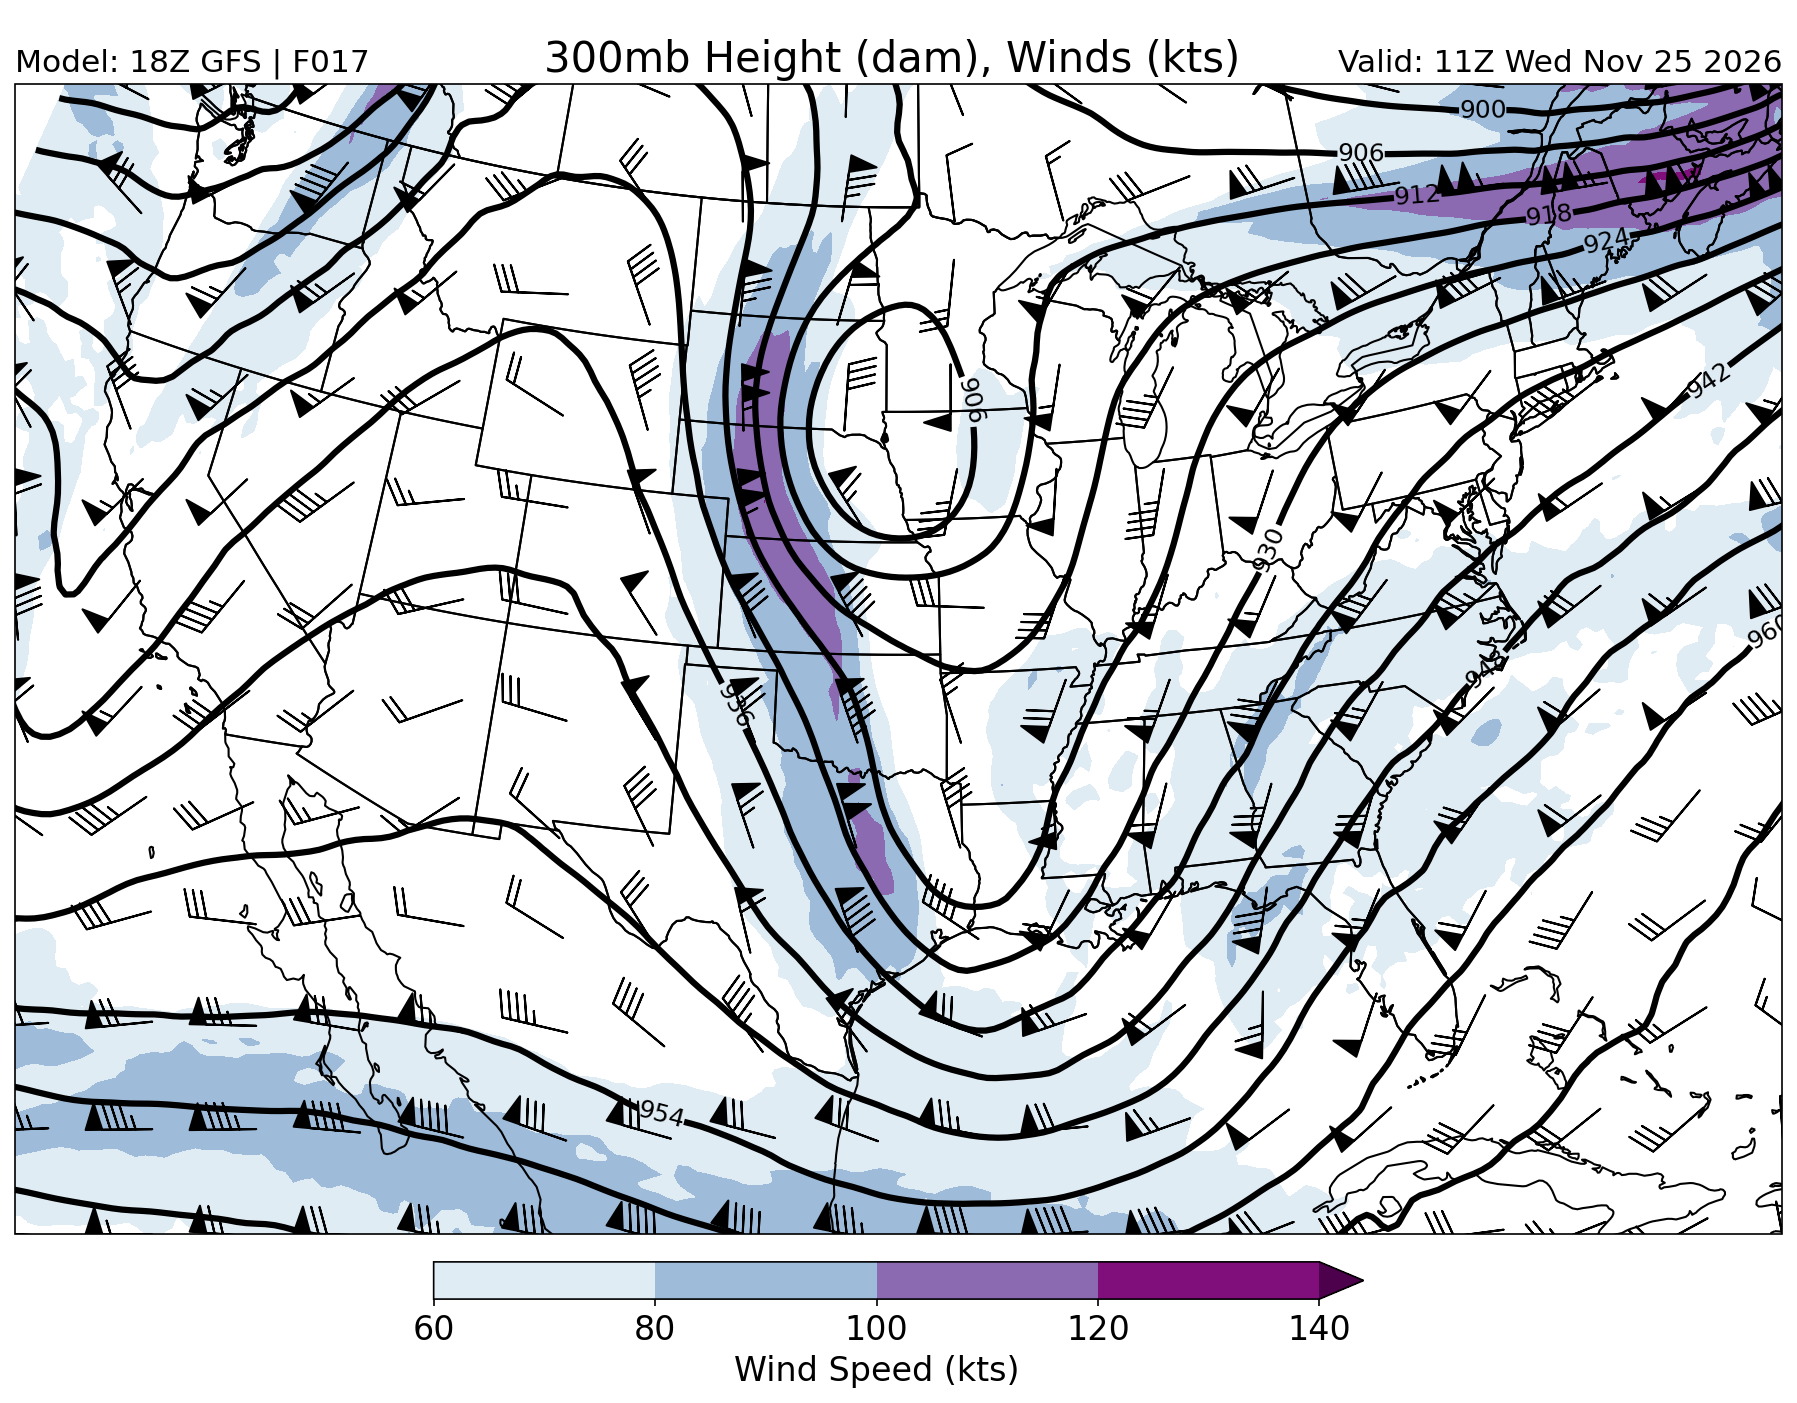 Model: 18Z GFS | F017
300mb Height (dam), Winds (kts)
Valid: 11Z Wed Nov 25 2026
900
906
912
918
924
942
906
930
960
948
936
954
60 80 100 120 140
Wind Speed (kts)